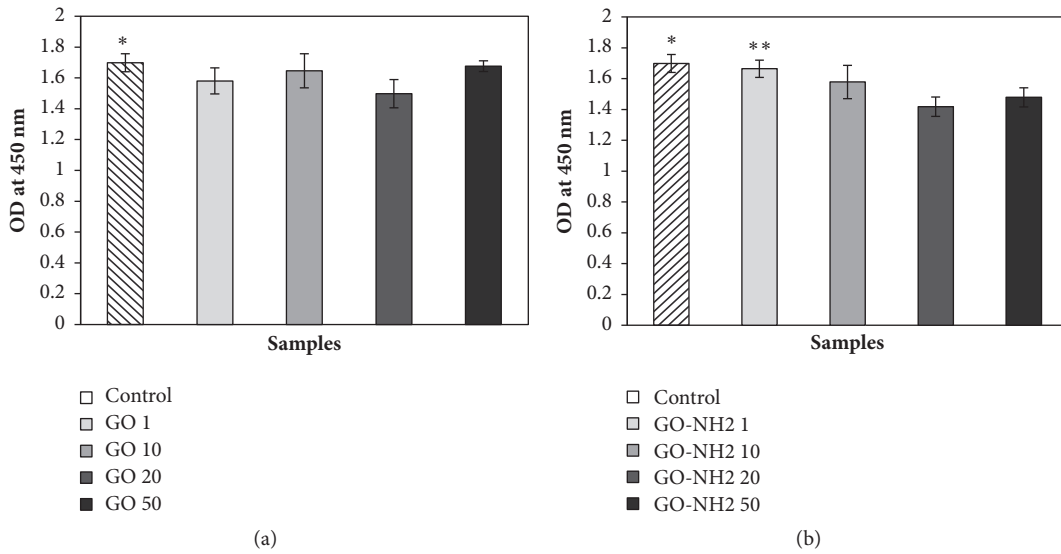 2
1.8
1.6
1.4
1.2
1
0.8
0.6
0.4
0.2
0
OD at 450 nm
*
Samples
Control
GO 1
GO 10
GO 20
GO 50
(a)
2
1.8
1.6
1.4
1.2
1
0.8
0.6
0.4
0.2
0
OD at 450 nm
*
**
Samples
Control
GO-NH2 1
GO-NH2 10
GO-NH2 20
GO-NH2 50
(b)